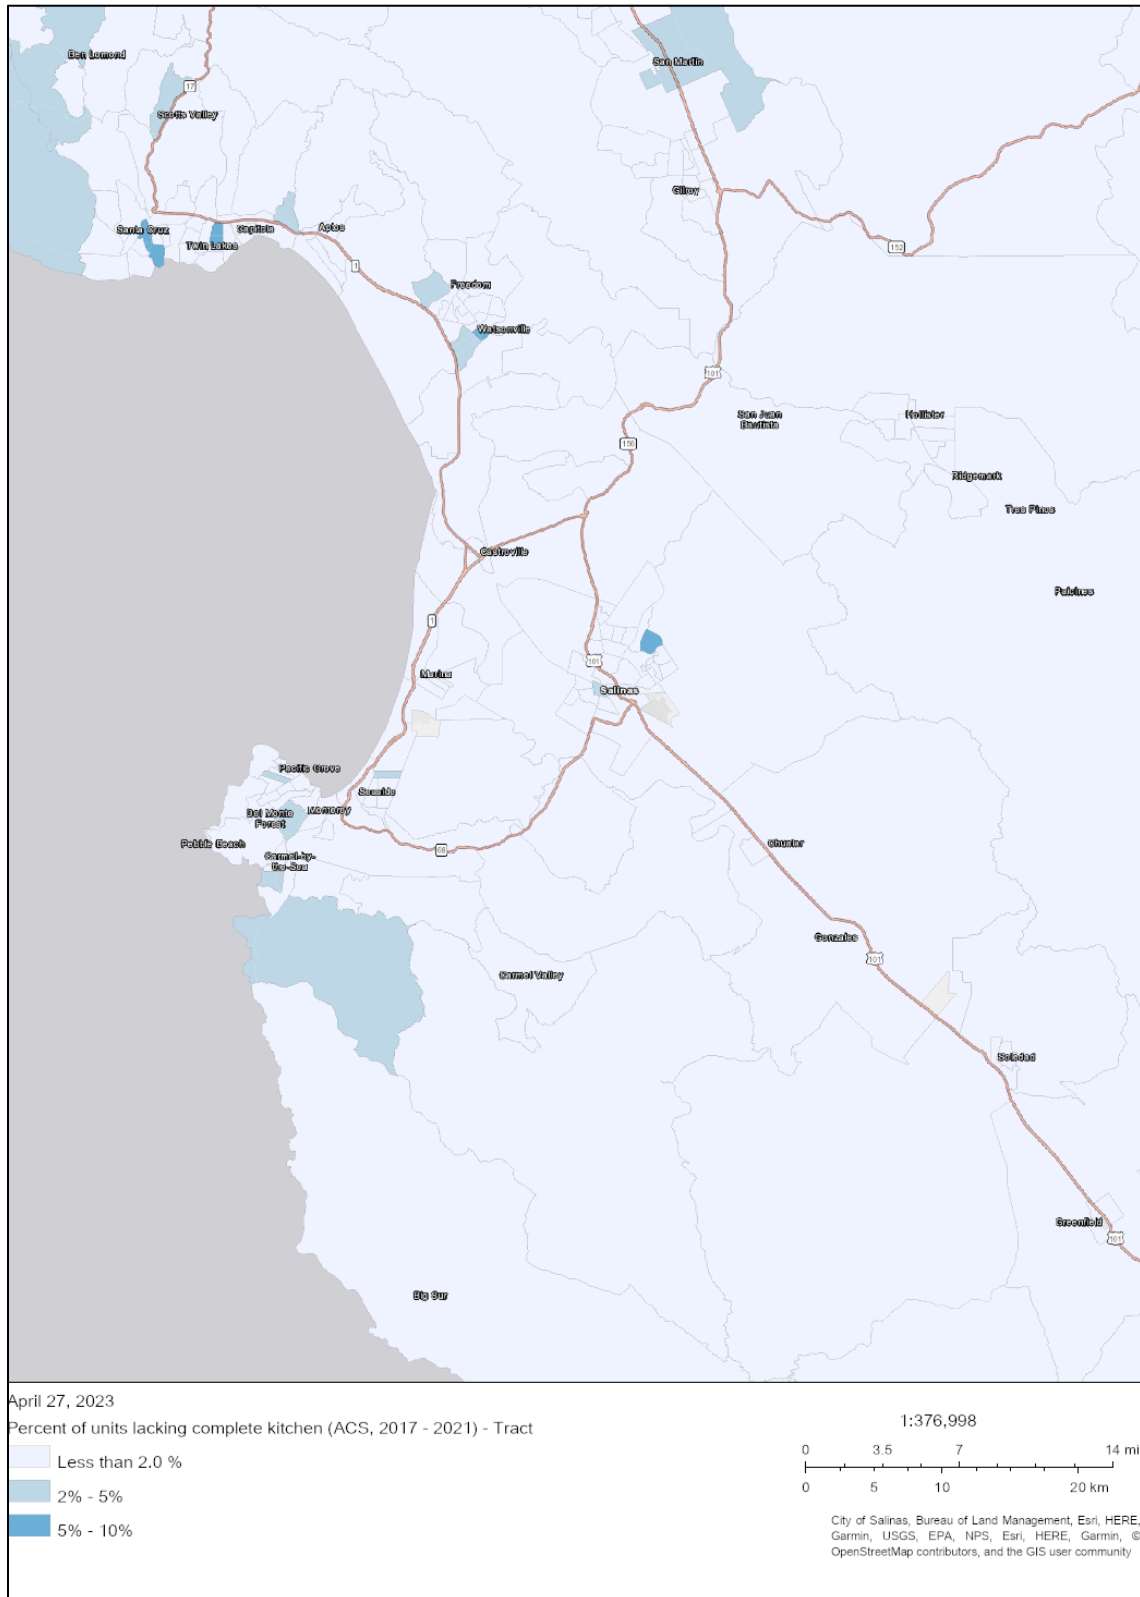 Ben Lomond
San Martin
17
Scotts Valley
Gilroy
Santa Cruz
Capitola
Aptos
Twin Lakes
152
1
Freedom
Watsonville
101
San Juan
Bautista
Hollister
156
Ridgemark
Tres Pinos
Castroville
Paicines
1
101
Marina
Salinas
Pacific Grove
Seaside
Del Monte
Forest
Monterey
Pebble Beach
68
Chualar
Carmel-by-
the-Sea
Gonzales
101
Carmel Valley
Soledad
Greenfield
101
Big Sur
April 27, 2023
Percent of units lacking complete kitchen (ACS, 2017 - 2021) - Tract
Less than 2.0 %
2% - 5%
5% - 10%
1:376,998
0 3.5 7 14 mi
0 5 10 20 km
City of Salinas, Bureau of Land Management, Esri, HERE,
Garmin, USGS, EPA, NPS, Esri, HERE, Garmin, ©
OpenStreetMap contributors, and the GIS user community